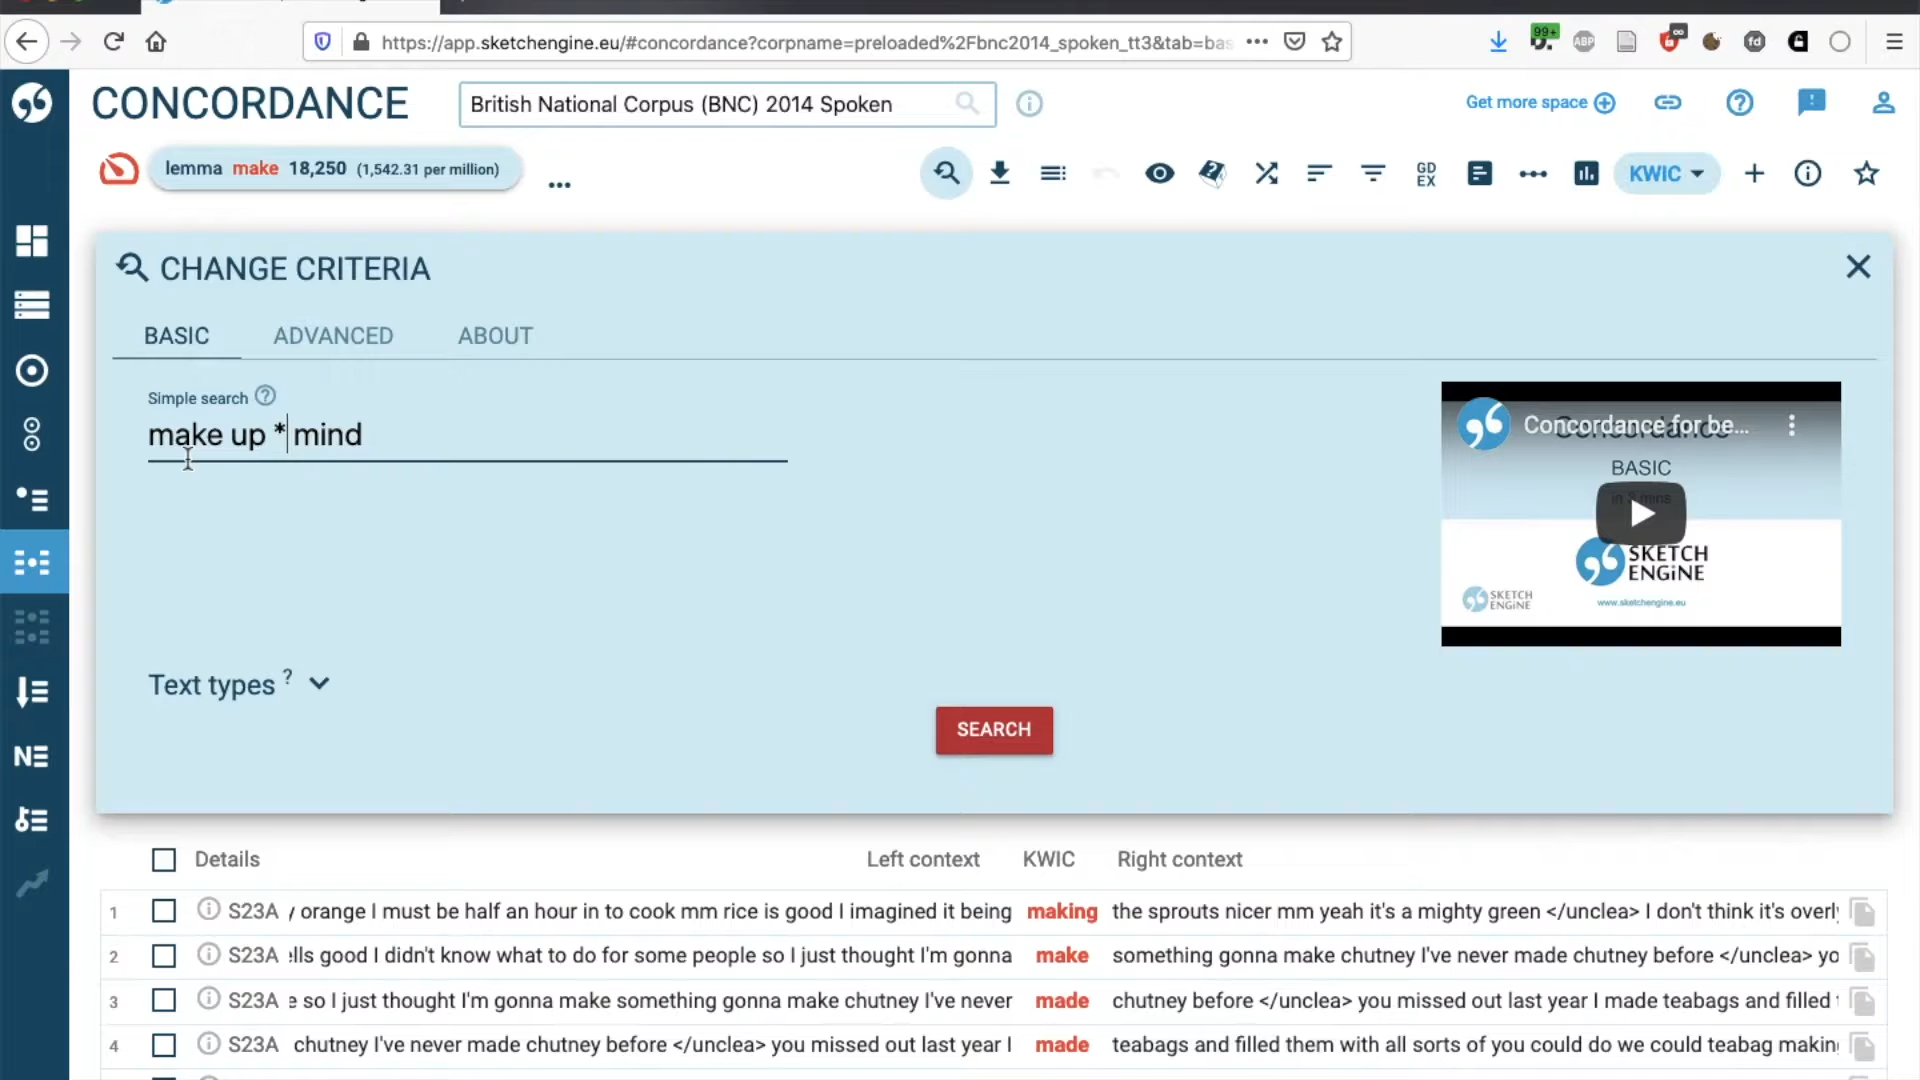 https://app.sketchengine.eu/#concordance?corpname=preloaded%2Fbnc2014_spoken_tt3&tab=bas
99+
ABP
fd
CONCORDANCE
British National Corpus (BNC) 2014 Spoken
Get more space
lemma make 18,250 (1,542.31 per million)
GD
EX
KWIC
CHANGE CRITERIA
BASIC
ADVANCED
ABOUT
Simple search
make up * mind
Concordance for be...
BASIC
SKETCH
ENGINE
SKETCH
ENGINE
www.sketchengine.eu
Text types ?
SEARCH
Details
Left context
KWIC
Right context
1 S23A y orange I must be half an hour in to cook mm rice is good I imagined it being making the sprouts nicer mm yeah it's a mighty green </unclea> I don't think it's overly
2 S23A ells good I didn't know what to do for some people so I just thought I'm gonna make something gonna make chutney I've never made chutney before </unclea> yo
3 S23A e so I just thought I'm gonna make something gonna make chutney I've never made chutney before </unclea> you missed out last year I made teabags and filled
4 S23A chutney I've never made chutney before </unclea> you missed out last year I made teabags and filled them with all sorts of you could do we could teabag making